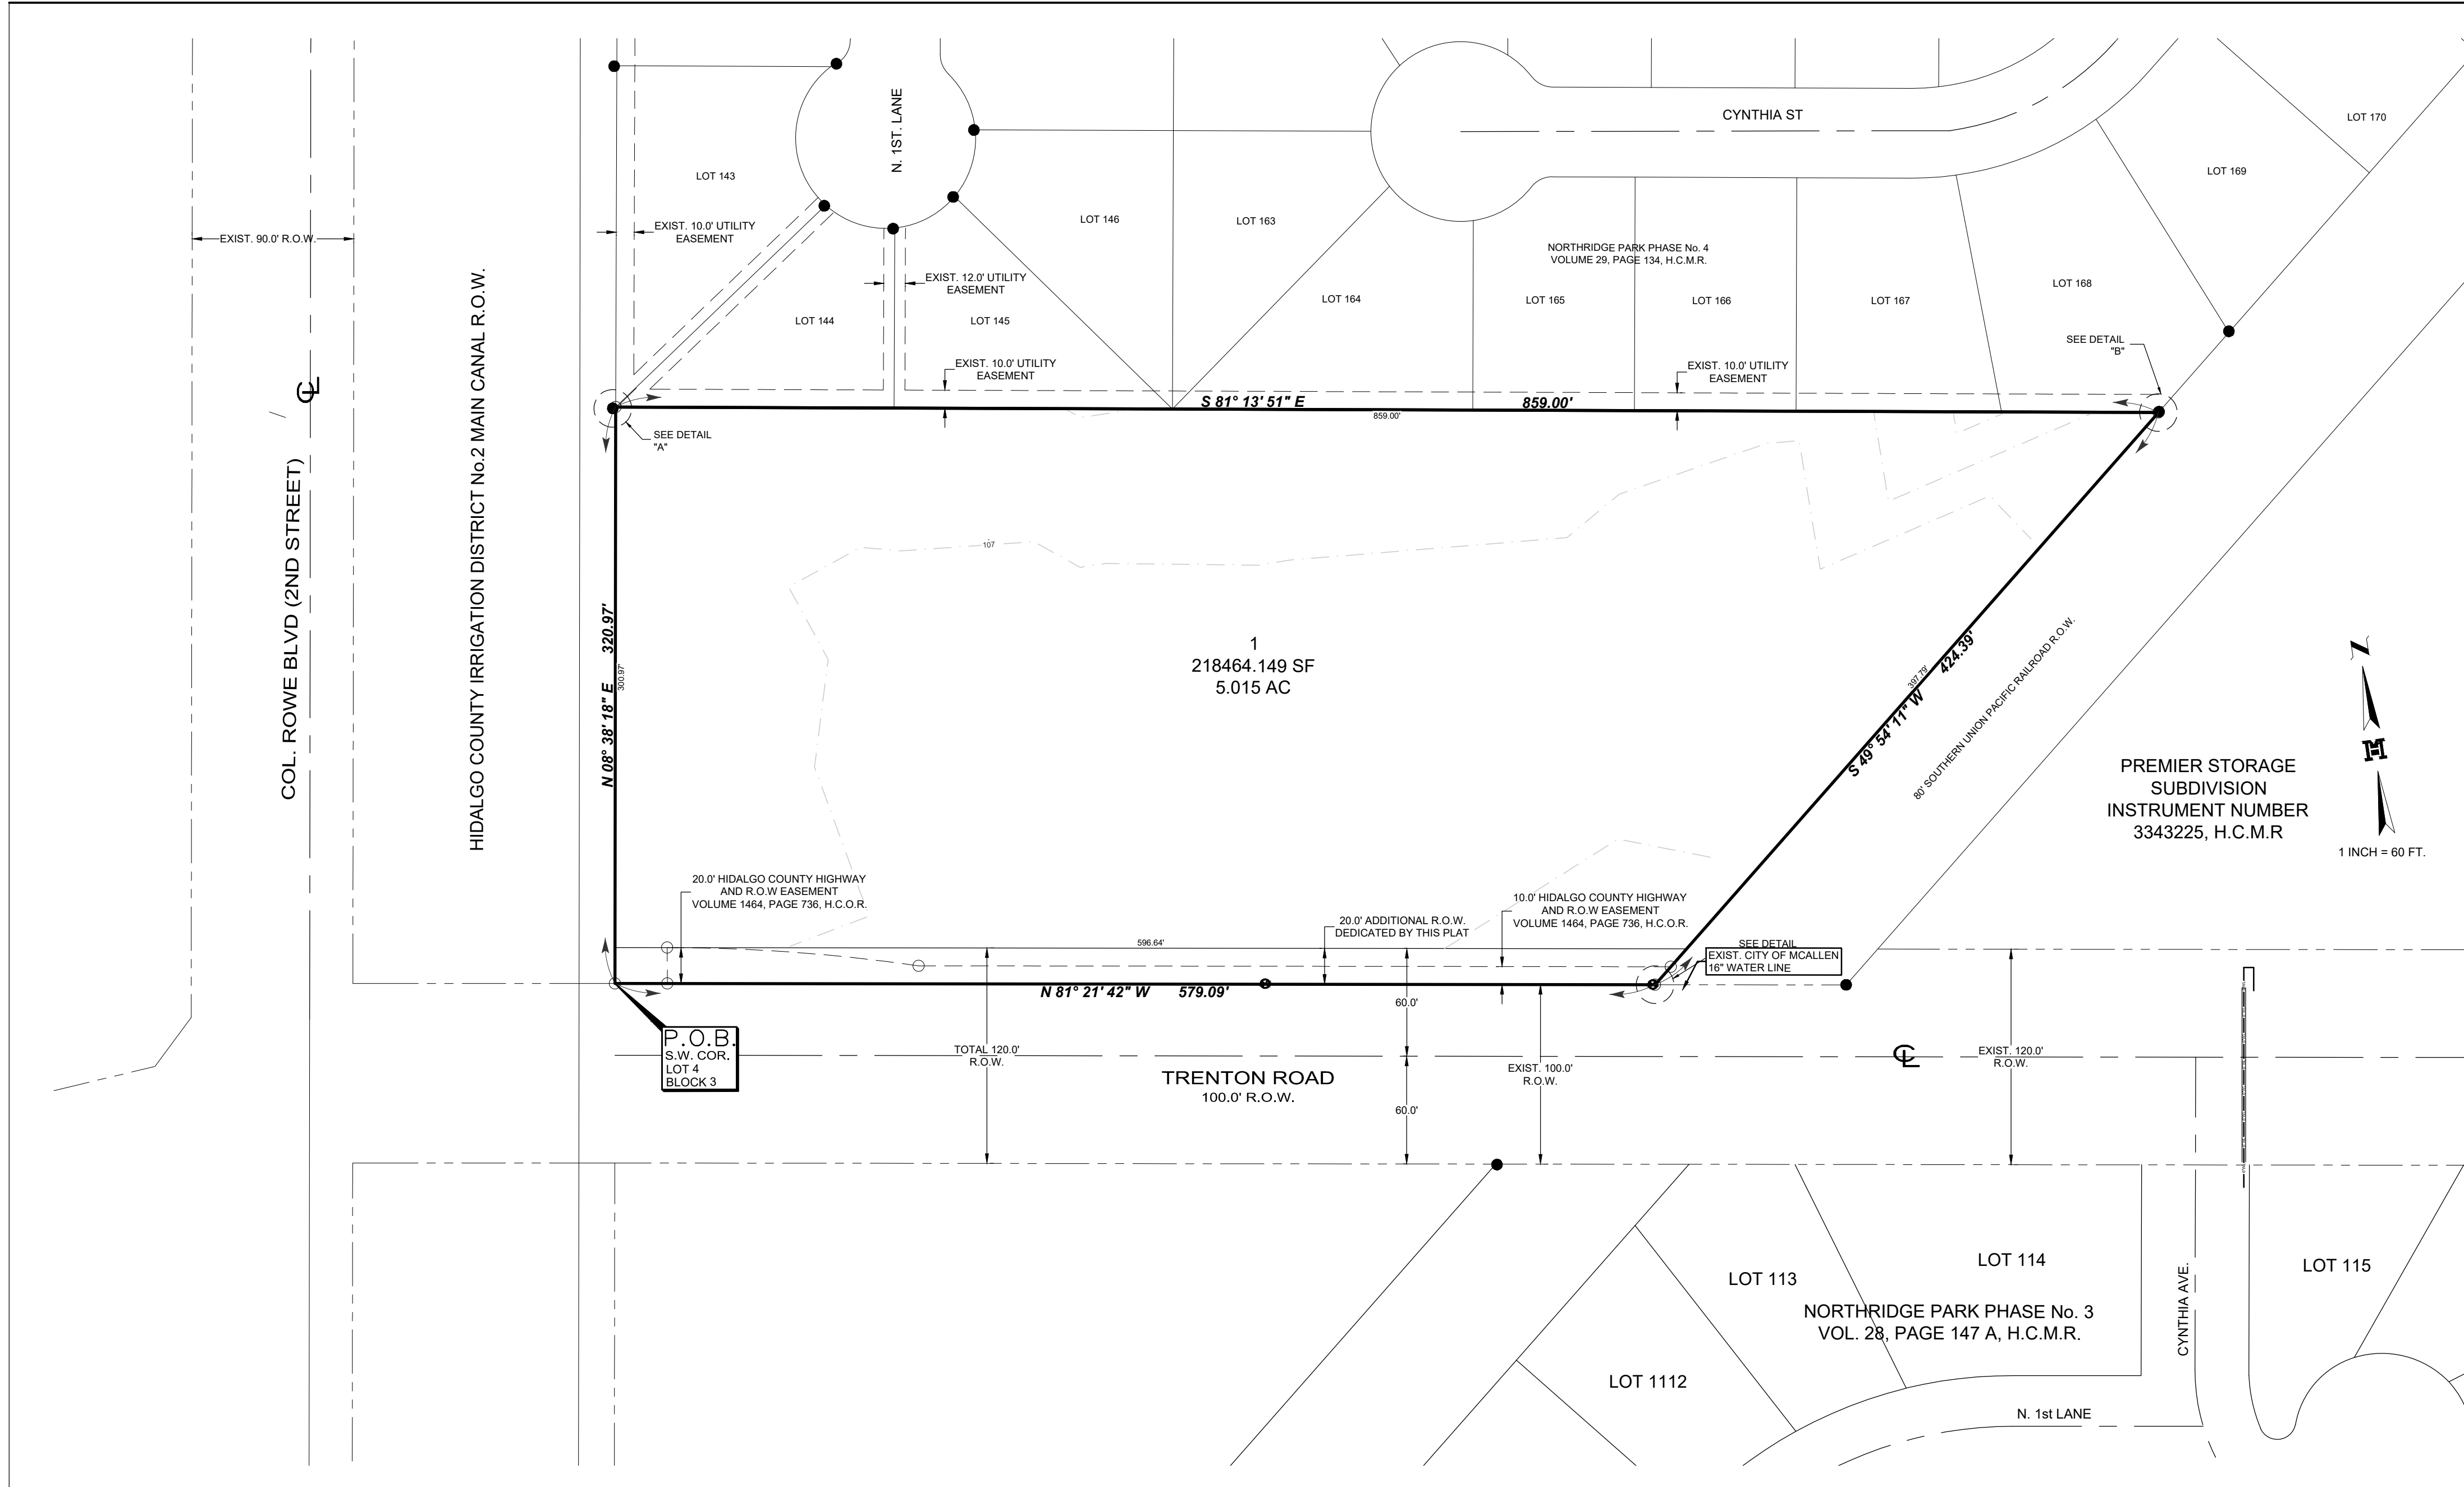 CYNTHIA ST
N. 1ST. LANE
LOT 170
LOT 143
LOT 169
LOT 146
LOT 163
EXIST. 10.0' UTILITY
EASEMENT
EXIST. 90.0' R.O.W.
NORTHRIDGE PARK PHASE No. 4
VOLUME 29, PAGE 134, H.C.M.R.
EXIST. 12.0' UTILITY
EASEMENT
LOT 164
LOT 165
LOT 166
LOT 167
LOT 168
LOT 144
LOT 145
SEE DETAIL
"B"
EXIST. 10.0' UTILITY
EASEMENT
EXIST. 10.0' UTILITY
EASEMENT
CL
S 81° 13' 51" E 859.00'
859.00'
SEE DETAIL
"A"
COL. ROWE BLVD (2ND STREET)
HIDALGO COUNTY IRRIGATION DISTRICT No.2 MAIN CANAL R.O.W.
107
N 08° 38' 18" E 320.97'
300.97'
1
218464.149 SF
5.015 AC
S 49° 54' 11" W 424.39'
397.79'
80' SOUTHERN UNION PACIFIC RAILROAD R.O.W.
N
H
1 INCH = 60 FT.
PREMIER STORAGE
SUBDIVISION
INSTRUMENT NUMBER
3343225, H.C.M.R
20.0' HIDALGO COUNTY HIGHWAY
AND R.O.W EASEMENT
VOLUME 1464, PAGE 736, H.C.O.R.
20.0' ADDITIONAL R.O.W.
DEDICATED BY THIS PLAT
10.0' HIDALGO COUNTY HIGHWAY
AND R.O.W EASEMENT
VOLUME 1464, PAGE 736, H.C.O.R.
596.64'
SEE DETAIL
EXIST. CITY OF MCALLEN
16" WATER LINE
N 81° 21' 42" W 579.09'
60.0'
P.O.B.
S.W. COR.
LOT 4
BLOCK 3
TOTAL 120.0'
R.O.W.
TRENTON ROAD
100.0' R.O.W.
EXIST. 100.0'
R.O.W.
CL
EXIST. 120.0'
R.O.W.
60.0'
LOT 113
LOT 114
LOT 115
NORTHRIDGE PARK PHASE No. 3
VOL. 28, PAGE 147 A, H.C.M.R.
CYNTHIA AVE.
LOT 1112
N. 1st LANE